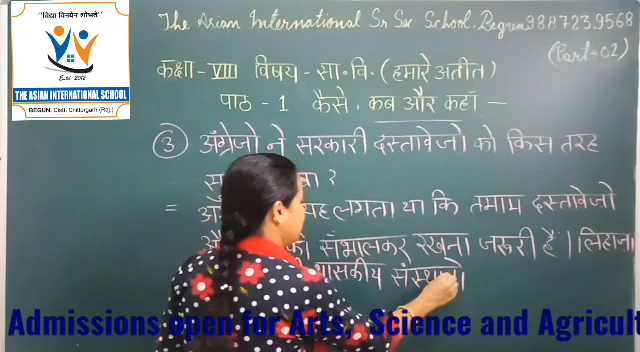 The Asian International Sr Sec School. Begun 9887239568
"विद्या विनयेन शोभते"
Estd: 2012
THE ASIAN INTERNATIONAL SCHOOL
BEGUN, Distt. Chittorgarh (Raj.)
(Part-02)
कक्षा - VIII विषय - सा. वि. (हमारे अतीत)
पाठ - 1 कैसे, कब और कहाँ —
③ अंग्रेजो ने सरकारी दस्तावेजो को किस तरह
?
= यह लगता था कि तमाम दस्तावेजो
को संभालकर रखना जरूरी है। लिहाजा
शासकीय संस्थानो
Admissions open for Arts, Science and Agricult